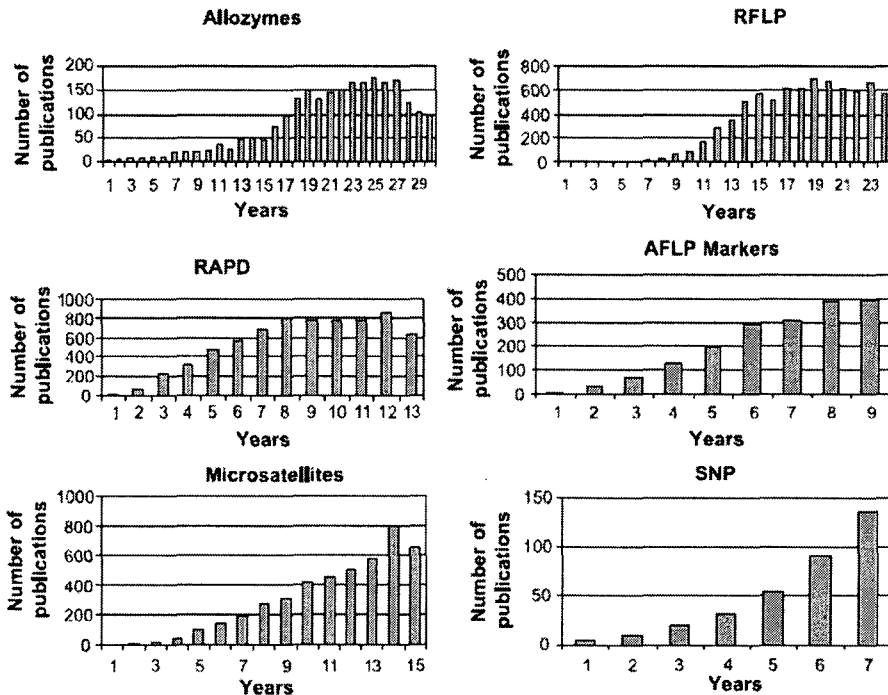 Allozymes
Number of
publications
200
150
100
50
0
1 3 5 7 9 11 13 15 17 19 21 23 25 27 29
Years
RFLP
Number of
publications
800
600
400
200
0
1 3 5 7 9 11 13 15 17 19 21 23
Years
RAPD
Number of
publications
1000
800
600
400
200
0
1 2 3 4 5 6 7 8 9 10 11 12 13
Years
AFLP Markers
Number of
publications
500
400
300
200
100
0
1 2 3 4 5 6 7 8 9
Years
Microsatellites
Number of
publications
1000
800
600
400
200
0
1 3 5 7 9 11 13 15
Years
SNP
Number of
publications
150
100
50
0
1 2 3 4 5 6 7
Years